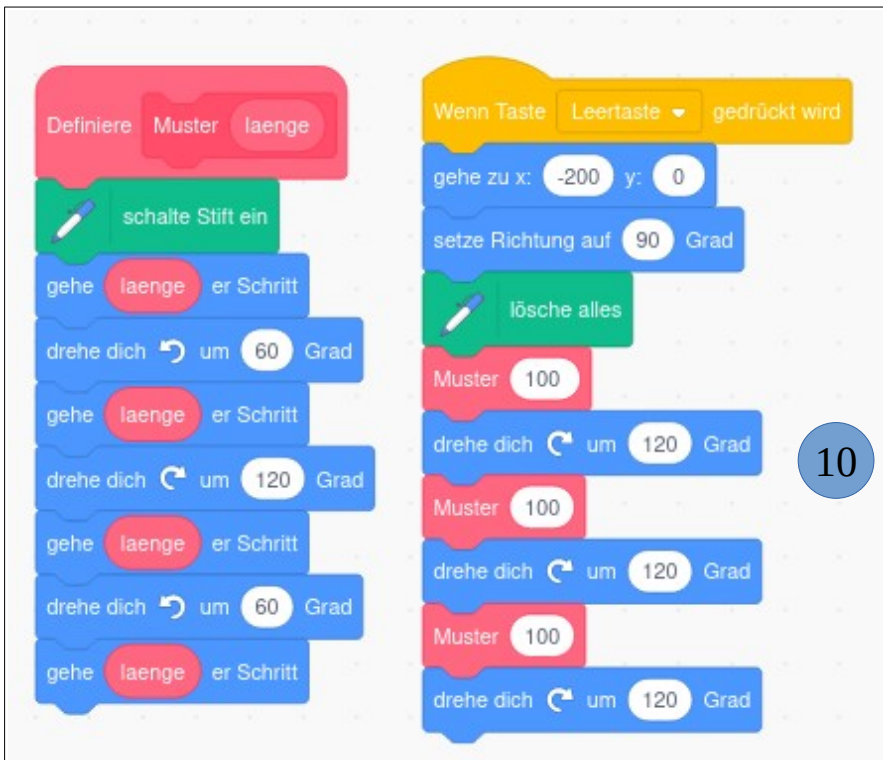 Definiere Muster laenge
schalte Stift ein
gehe laenge er Schritt
drehe dich um 60 Grad
gehe laenge er Schritt
drehe dich um 120 Grad
gehe laenge er Schritt
drehe dich um 60 Grad
gehe laenge er Schritt
Wenn Taste Leertaste gedrückt wird
gehe zu x: -200 y: 0
setze Richtung auf 90 Grad
lösche alles
Muster 100
drehe dich um 120 Grad
Muster 100
drehe dich um 120 Grad
Muster 100
drehe dich um 120 Grad
10